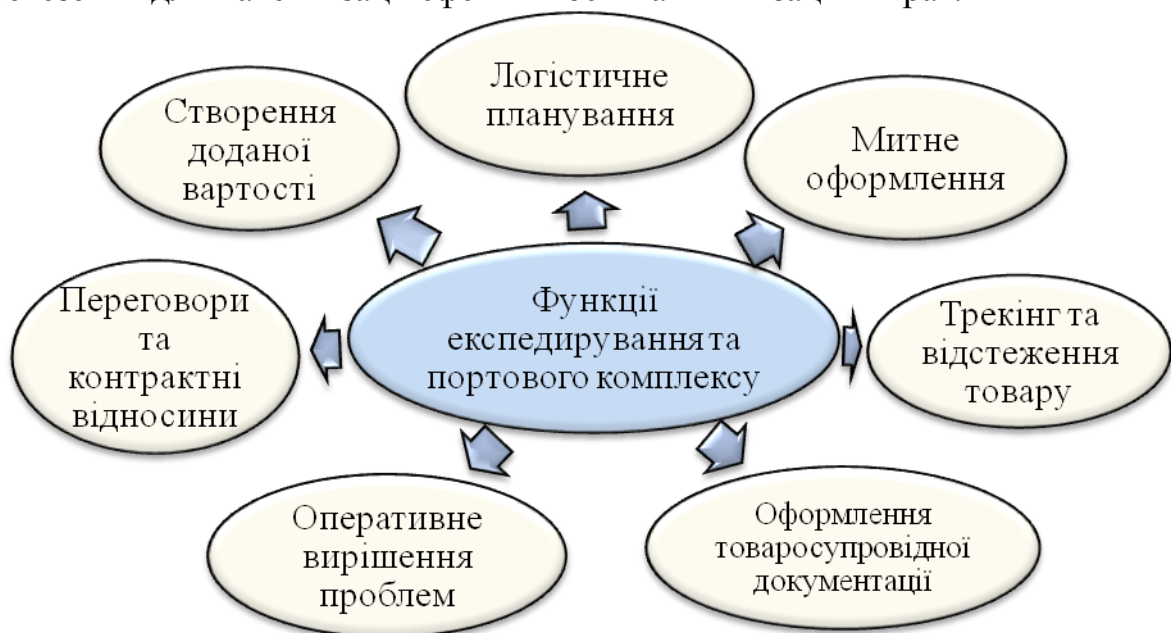 Логістичне
планування
Створення
доданої
вартості
Митне
оформлення
Переговори
та
контрактні
відносини
Функції
експедирування та
портового комплексу
Трекінг та
відстеження
товару
Оперативне
вирішення
проблем
Оформлення
товаросупровідної
документації